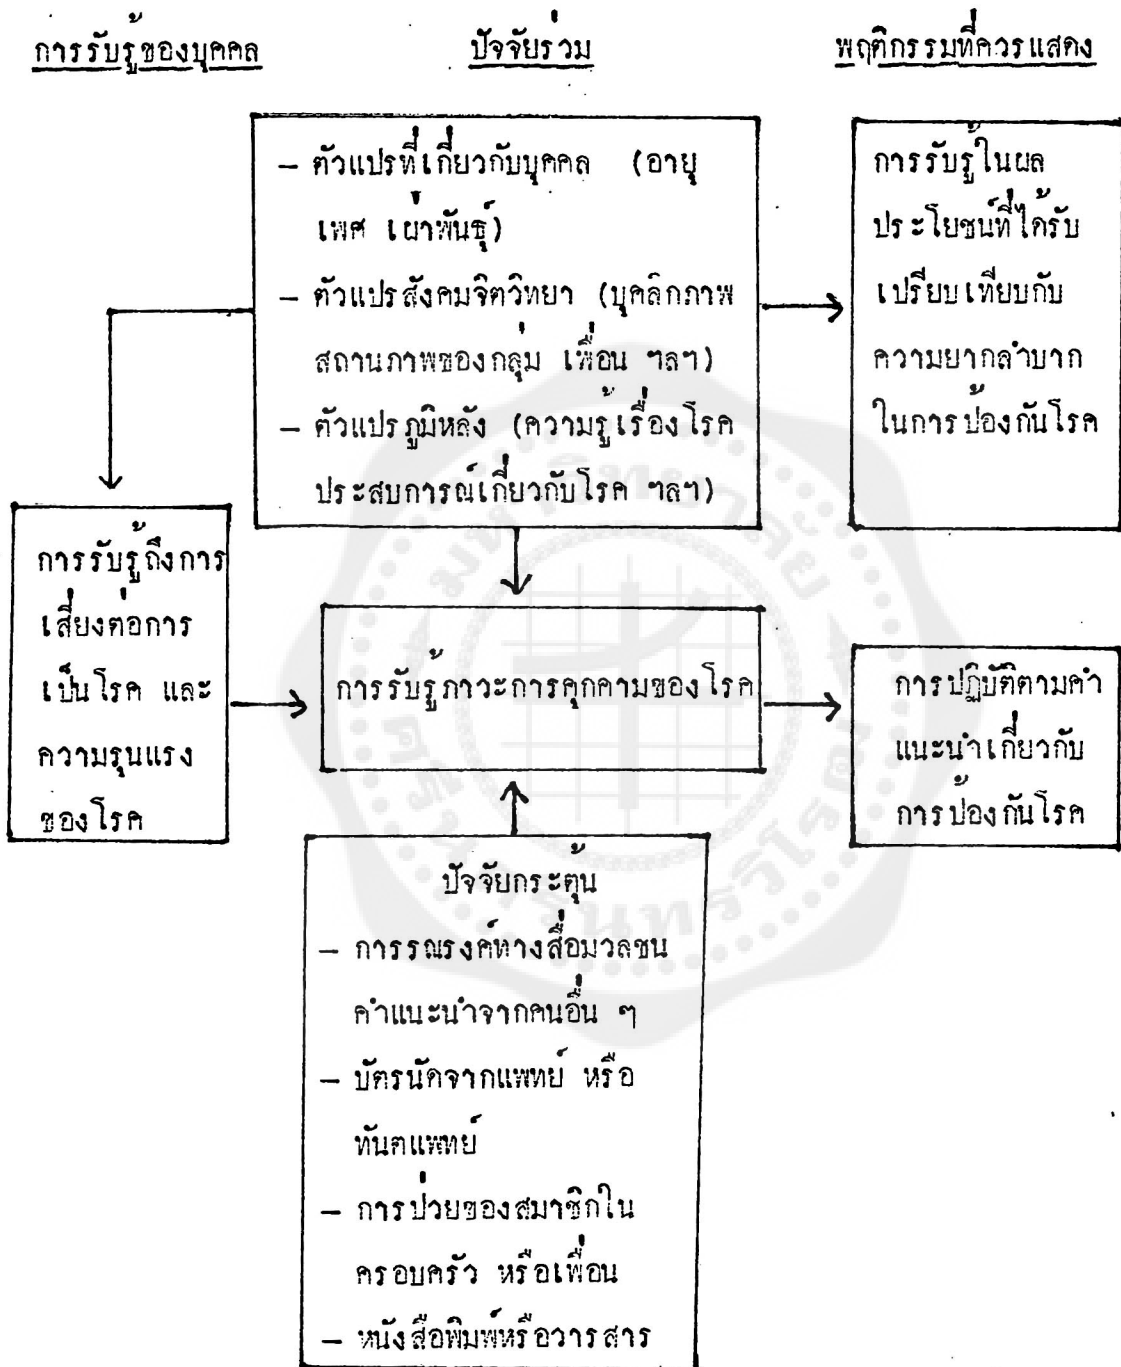 การรับรู้ของบุคคล
ปัจจัยร่วม
พฤติกรรมที่ควรแสดง
– ตัวแปรที่เกี่ยวกับบุคคล (อายุ
เพศ เผ่าพันธุ์)
– ตัวแปรสังคมจิตวิทยา (บุคลิกภาพ
สถานภาพของกลุ่ม เพื่อน ฯลฯ)
– ตัวแปรภูมิหลัง (ความรู้เรื่องโรค
ประสบการณ์เกี่ยวกับโรค ฯลฯ)
การรับรู้ในผล
ประโยชน์ที่ได้รับ
เปรียบเทียบกับ
ความยากลำบาก
ในการป้องกันโรค
การรับรู้ถึงการ
เสี่ยงต่อการ
เป็นโรค และ
ความรุนแรง
ของโรค
การรับรู้ภาวะการคุกคามของโรค
การปฏิบัติตามคำ
แนะนำเกี่ยวกับ
การป้องกันโรค
ปัจจัยกระตุ้น
– การรณรงค์ทางสื่อมวลชน
คำแนะนำจากคนอื่น ๆ
– บัตรนัดจากแพทย์ หรือ
ทันตแพทย์
– การป่วยของสมาชิกใน
ครอบครัว หรือเพื่อน
– หนังสือพิมพ์หรือวารสาร
มหาวิทยาลัย
ศรีนครินทรวิโรฒ